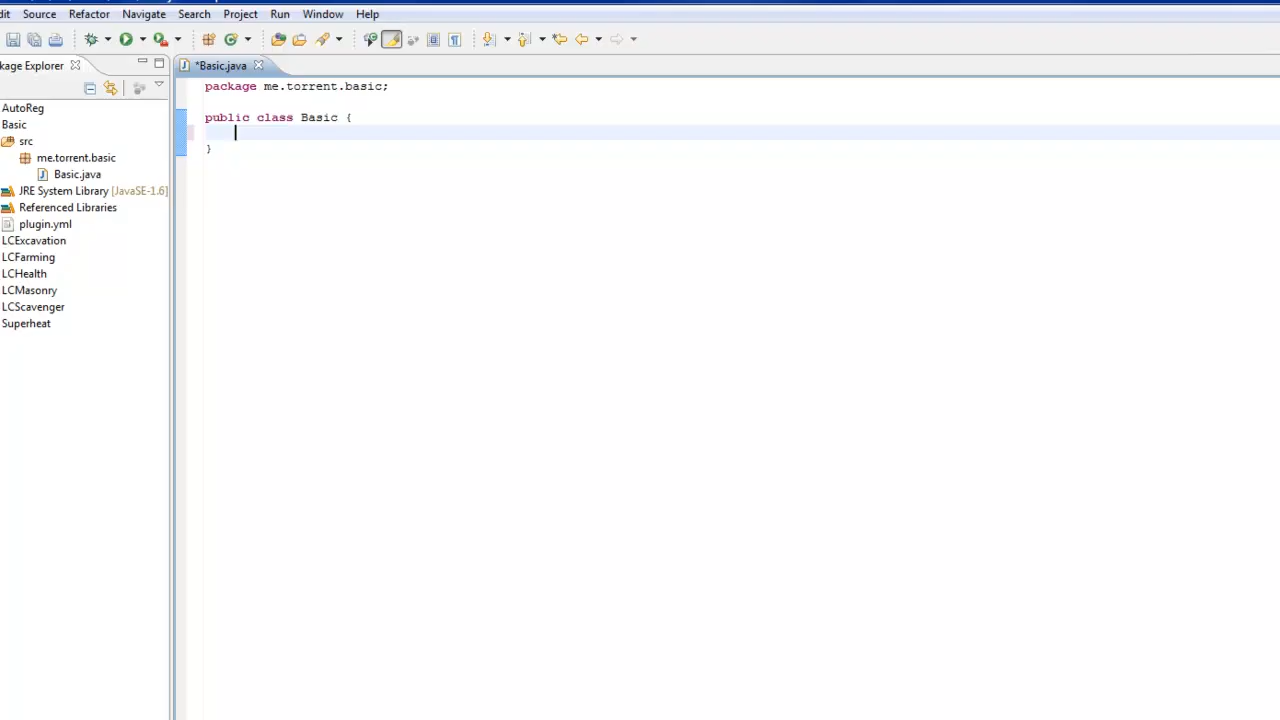 dit Source Refactor Navigate Search Project Run Window Help
kage Explorer
*Basic.java
AutoReg
Basic
src
me.torrent.basic
Basic.java
JRE System Library [JavaSE-1.6]
Referenced Libraries
plugin.yml
LCExcavation
LCFarming
LCHealth
LCMasonry
LCScavenger
Superheat
package me.torrent.basic;
public class Basic {
}